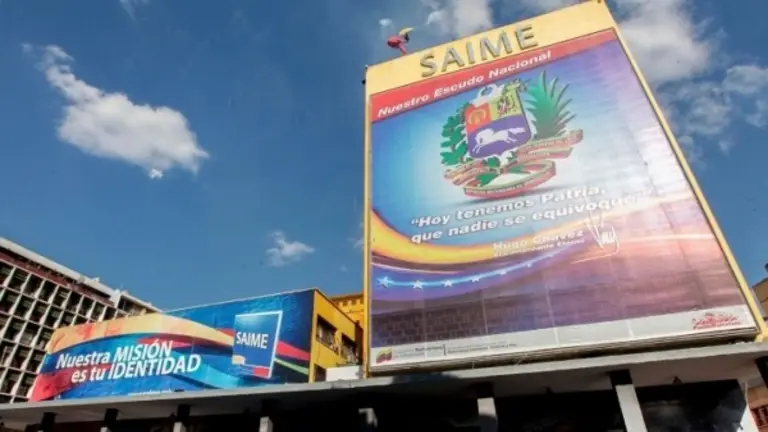 SAIME
Nuestro Escudo Nacional
"Hoy tenemos Patria,
que nadie se equivoque"
Hugo Chávez
Nuestra MISIÓN
es tu IDENTIDAD
SAIME